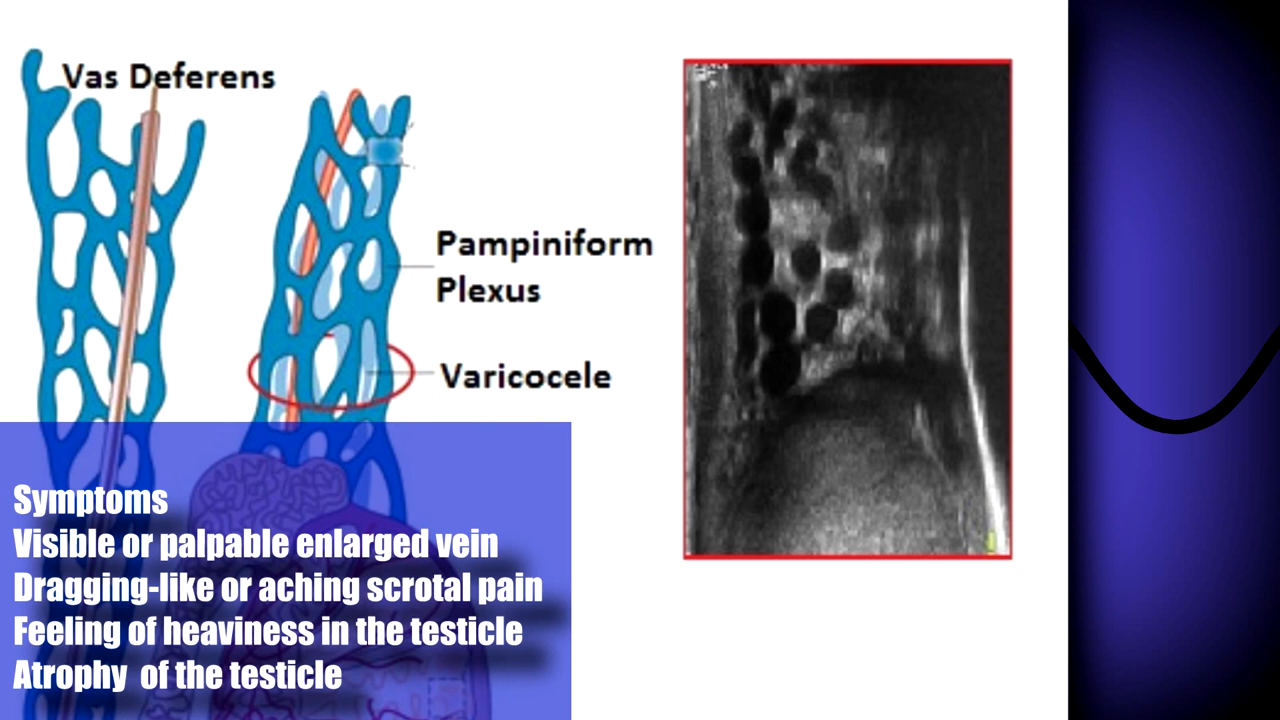 Vas Deferens
Pampiniform
Plexus
Varicocele
Symptoms
Visible or palpable enlarged vein
Dragging-like or aching scrotal pain
Feeling of heaviness in the testicle
Atrophy  of the testicle